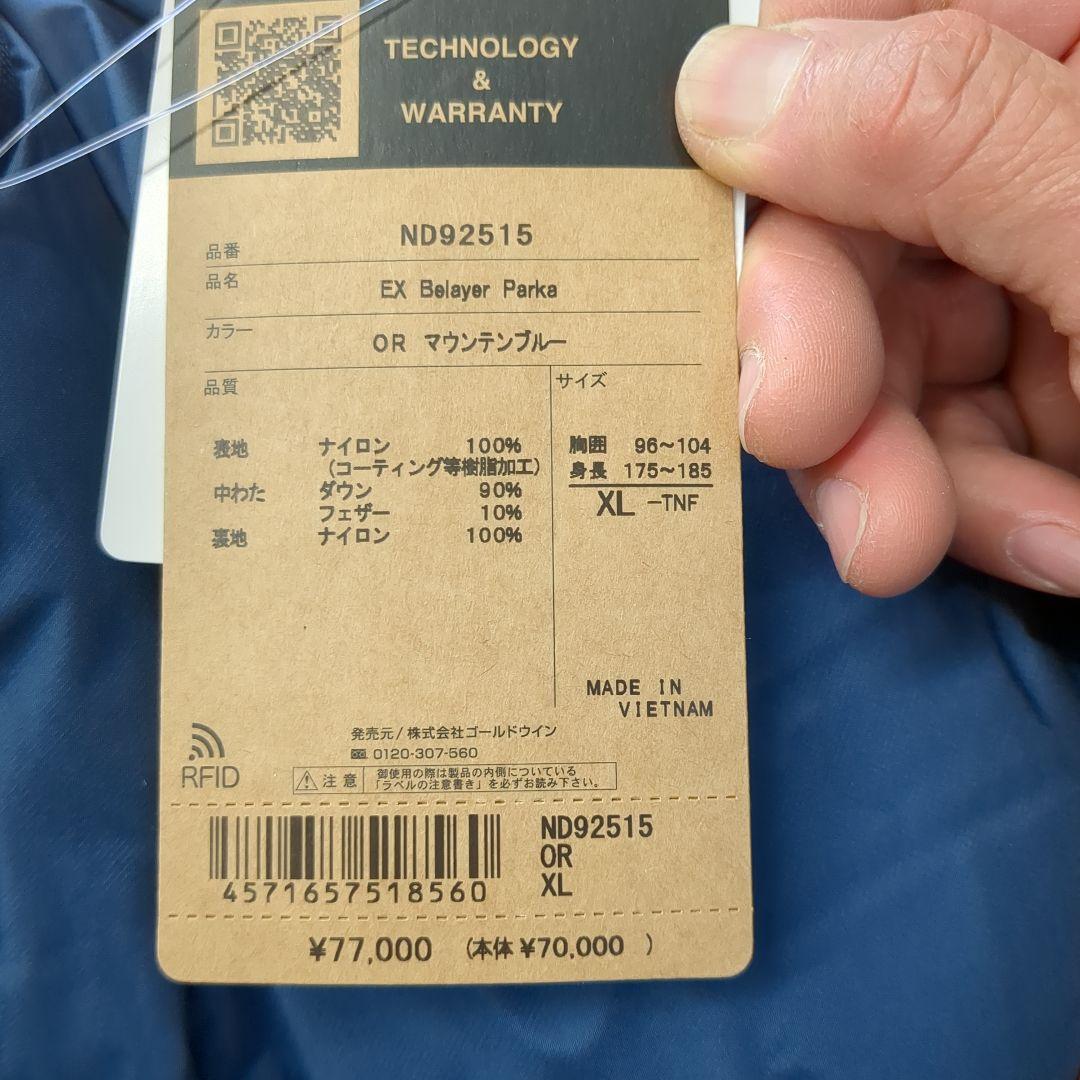 TECHNOLOGY
&
WARRANTY
品番 ND92515
品名 EX Belayer Parka
カラー OR マウンテンブルー
品質
表地 ナイロン 100%
(コーティング等樹脂加工)
中わた ダウン 90%
フェザー 10%
裏地 ナイロン 100%
サイズ
胸囲 96~104
身長 175~185
XL -TNF
MADE IN
VIETNAM
発売元/株式会社ゴールドウイン
0120-307-560
RFID
注意
御使用の際は製品の内側についている
「ラベルの注意書き」を必ずお読み下さい。
4571657518560
ND92515
OR
XL
¥77,000 (本体 ¥70,000 )